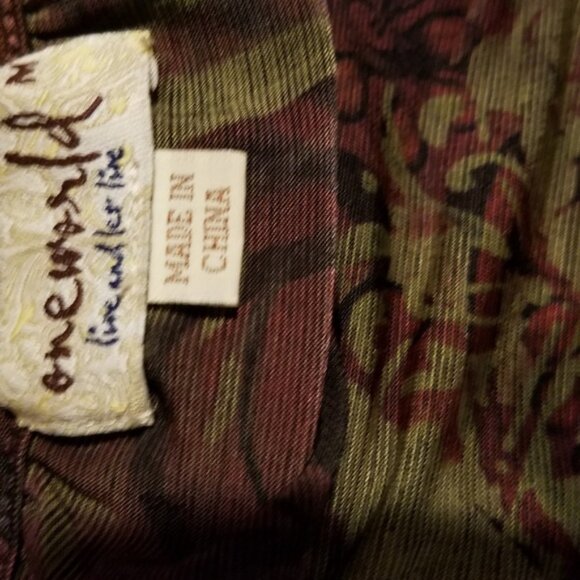 oneworld
live and let live
M
MADE IN
CHINA